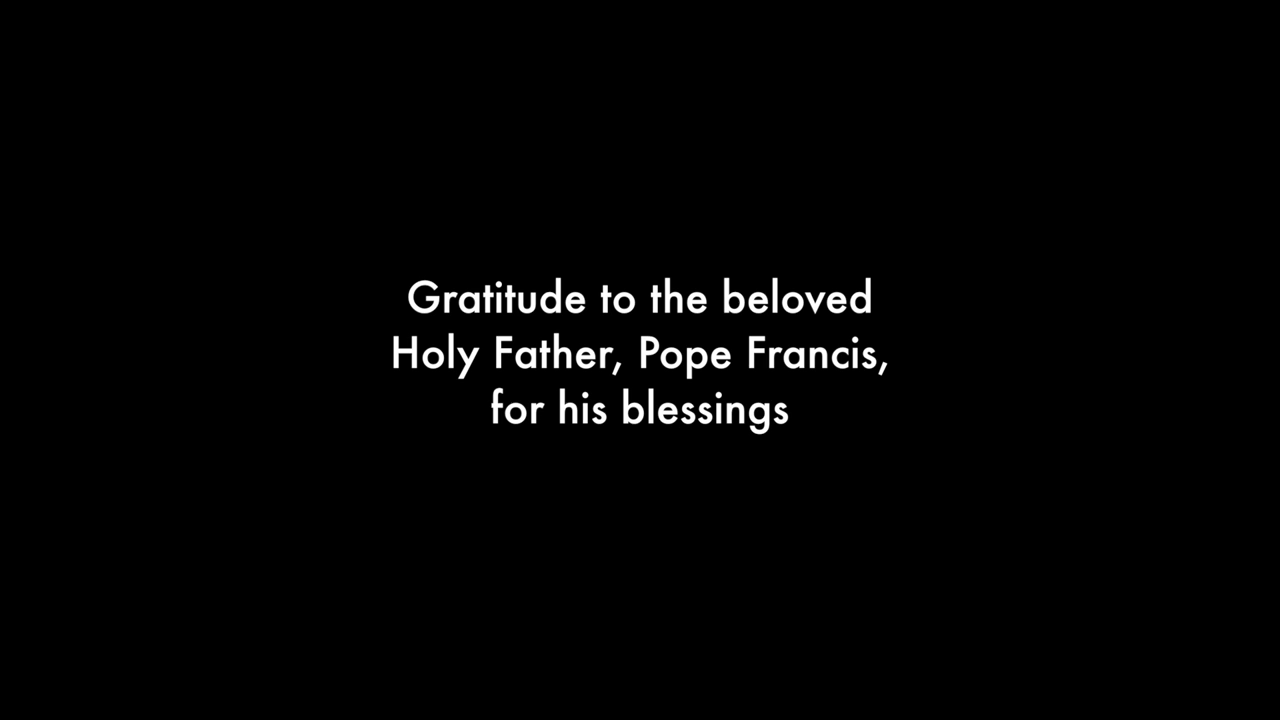 Gratitude to the beloved
Holy Father, Pope Francis,
for his blessings